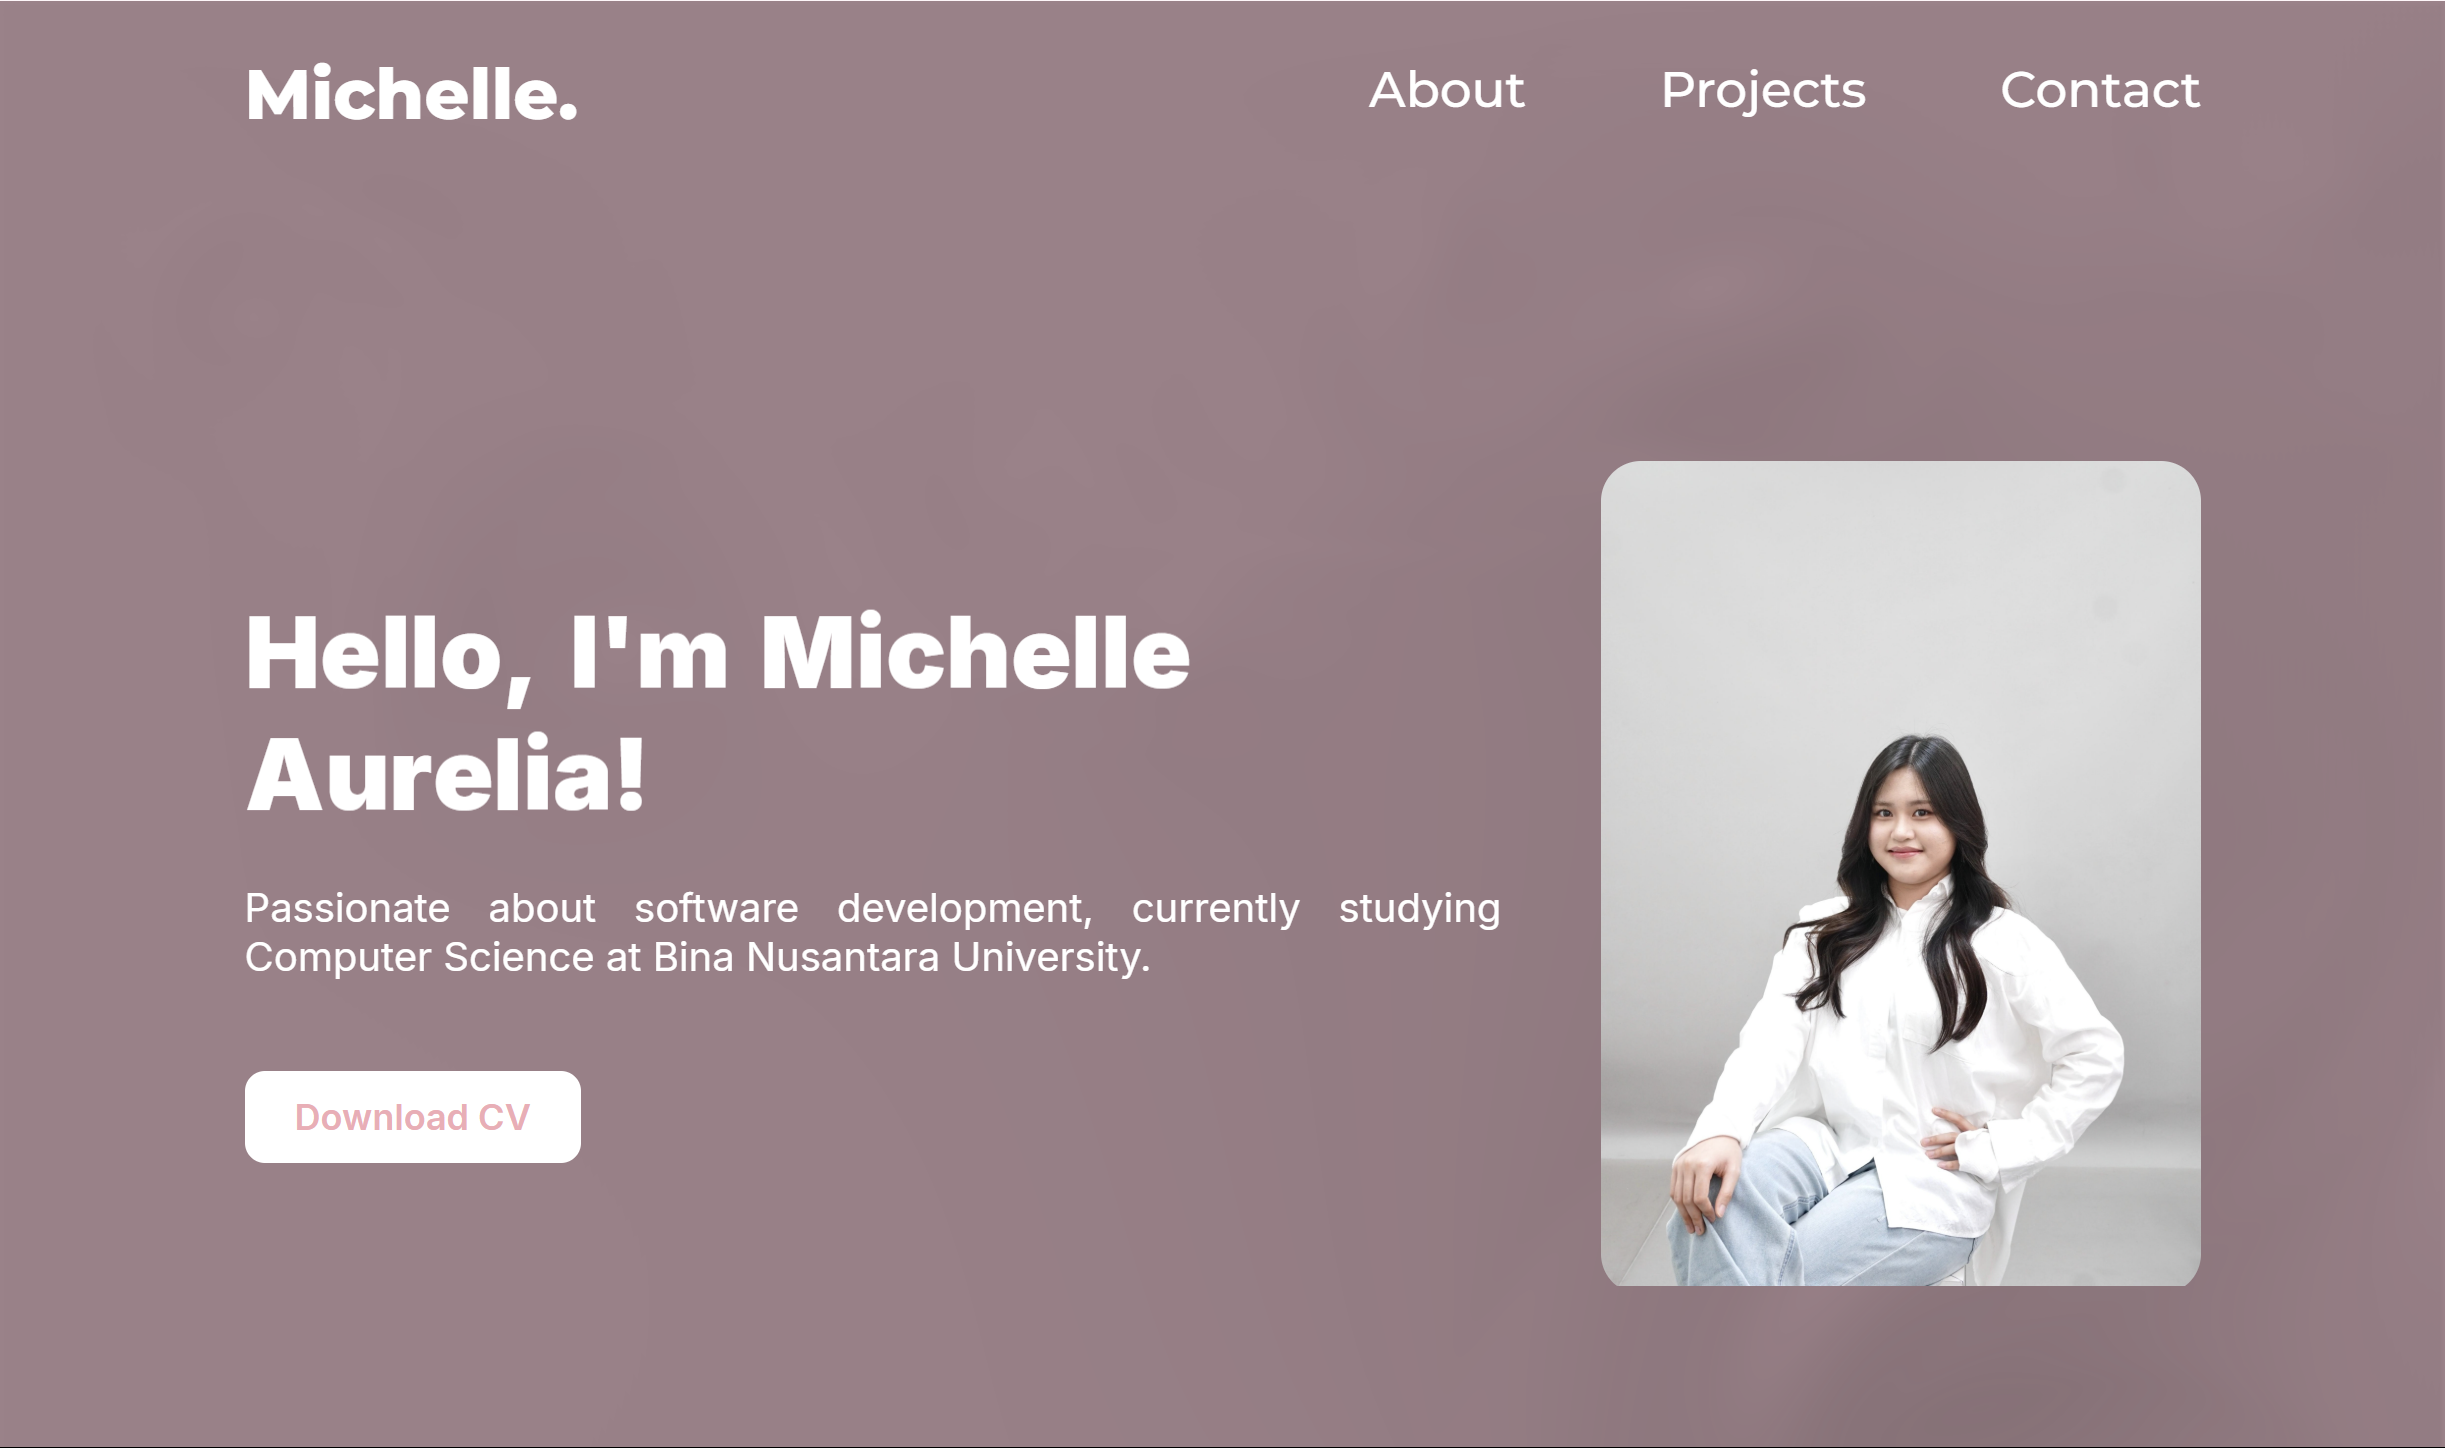 Michelle.
About Projects Contact
Hello, I'm Michelle
Aurelia!
Passionate about software development, currently studying
Computer Science at Bina Nusantara University.
Download CV